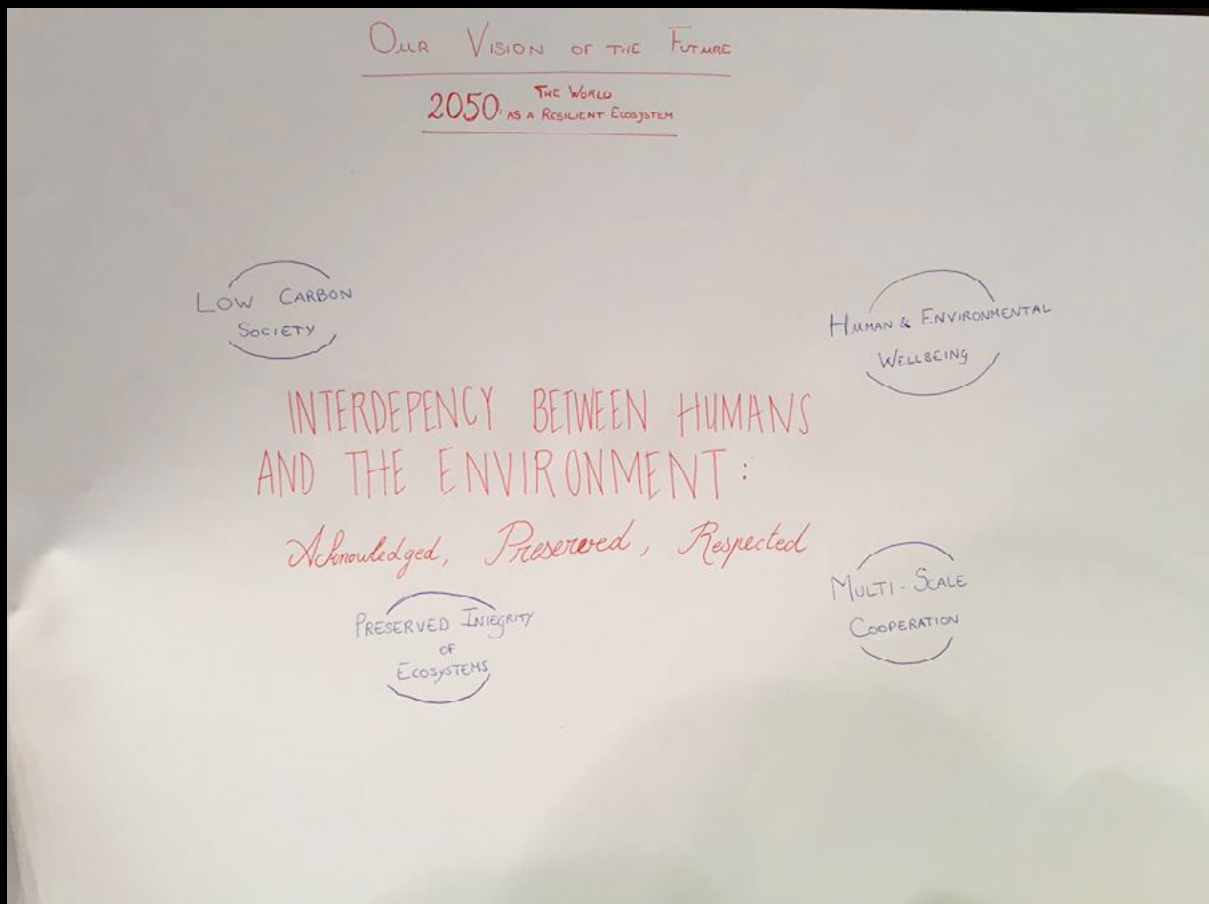 Our Vision of the Future
2050: The World
as a Resilient Ecosystem
Low Carbon
Society
Human & Environmental
Wellbeing
INTERDEPENCY BETWEEN HUMANS
AND THE ENVIRONMENT:
Acknowledged, Preserved, Respected
Preserved Integrity
of
Ecosystems
Multi-Scale
Cooperation